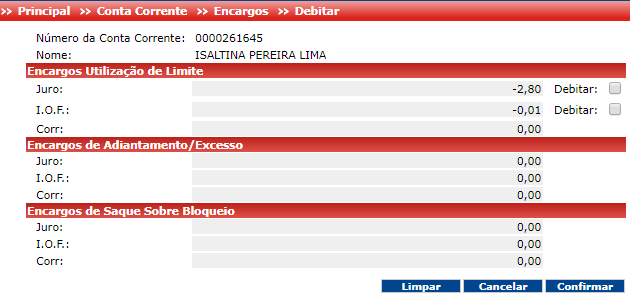 >> Principal >> Conta Corrente >> Encargos >> Debitar
Número da Conta Corrente: 0000261645
Nome: ISALTINA PEREIRA LIMA
Encargos Utilização de Limite
Juro: -2,80 Debitar:
I.O.F.: -0,01 Debitar:
Corr: 0,00
Encargos de Adiantamento/Excesso
Juro: 0,00
I.O.F.: 0,00
Corr: 0,00
Encargos de Saque Sobre Bloqueio
Juro: 0,00
I.O.F.: 0,00
Corr: 0,00
Limpar Cancelar Confirmar